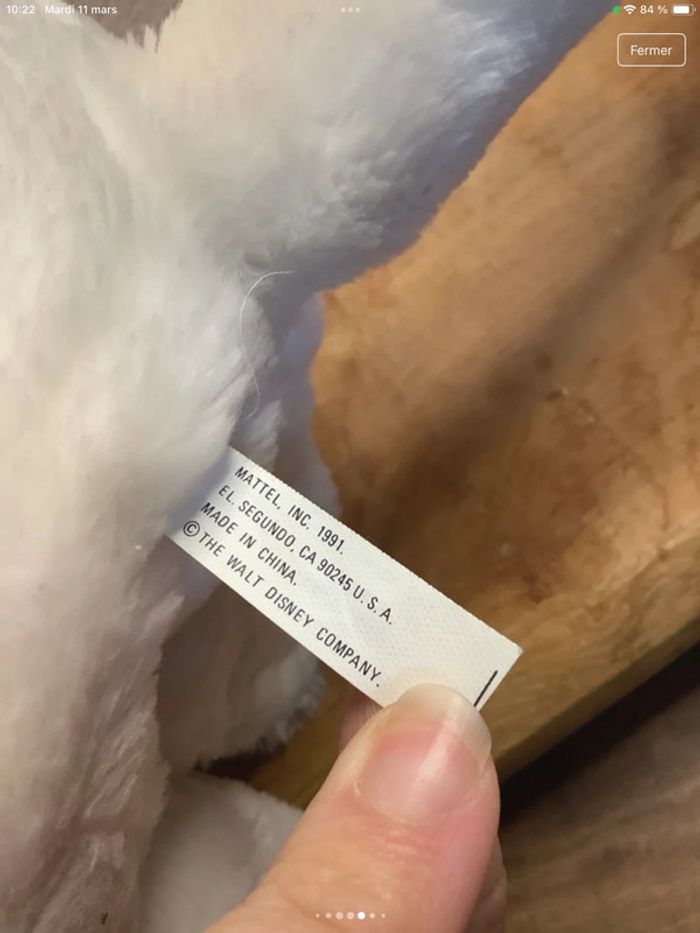 10:22 Mardi 11 mars
84 %
Fermer
MATTEL, INC. 1991.
EL. SEGUNDO, CA 90245 U. S. A.
MADE IN CHINA.
© THE WALT DISNEY COMPANY.